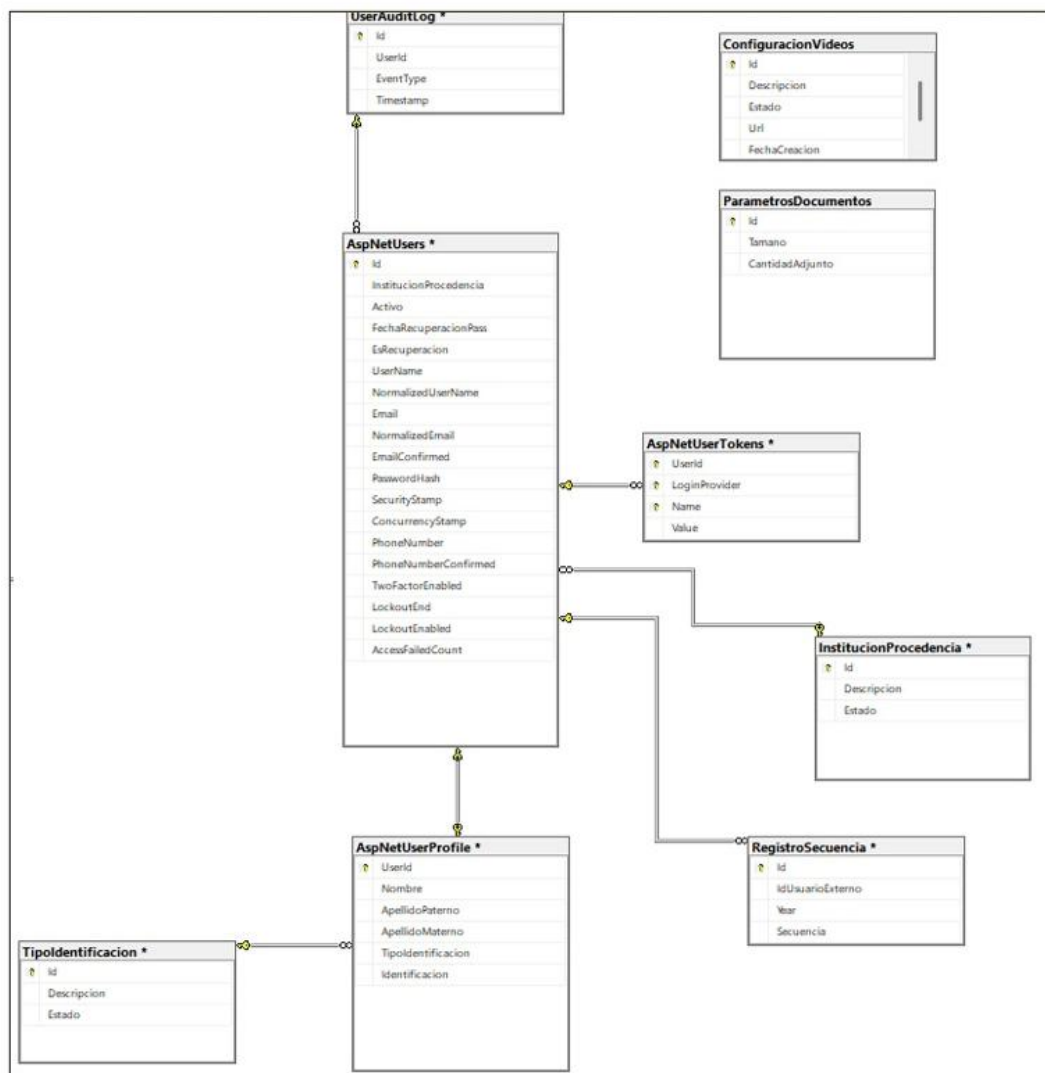 UserAuditLog *
Id
UserId
EventType
Timestamp
ConfiguracionVideos
Id
Descripcion
Estado
Url
FechaCreacion
ParametrosDocumentos
Id
Tamano
CantidadAdjunto
AspNetUsers *
Id
InstitucionProcedencia
Activo
FechaRecuperacionPass
EsRecuperacion
UserName
NormalizedUserName
Email
NormalizedEmail
EmailConfirmed
PasswordHash
SecurityStamp
ConcurrencyStamp
PhoneNumber
PhoneNumberConfirmed
TwoFactorEnabled
LockoutEnd
LockoutEnabled
AccessFailedCount
AspNetUserTokens *
UserId
LoginProvider
Name
Value
InstitucionProcedencia *
Id
Descripcion
Estado
AspNetUserProfile *
UserId
Nombre
ApellidoPaterno
ApellidoMaterno
TipoIdentificacion
Identificacion
RegistroSecuencia *
Id
IdUsuarioExterno
Year
Secuencia
TipoIdentificacion *
Id
Descripcion
Estado